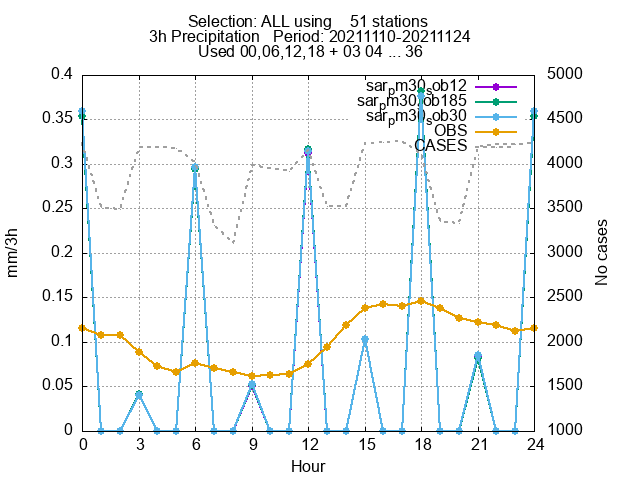 Selection: ALL using 51 stations
3h Precipitation Period: 20211110-20211124
Used 00,06,12,18 + 03 04 ... 36
0.4 5000
sar_pm30_sob12
0.35 sar_pm30_sob185 4500
sar_pm30_sob30
OBS
0.3 CASES 4000
0.25 3500
0.2 3000
0.15 2500
0.1 2000
0.05 1500
0 1000
mm/3h
No cases
0 3 6 9 12 15 18 21 24
Hour